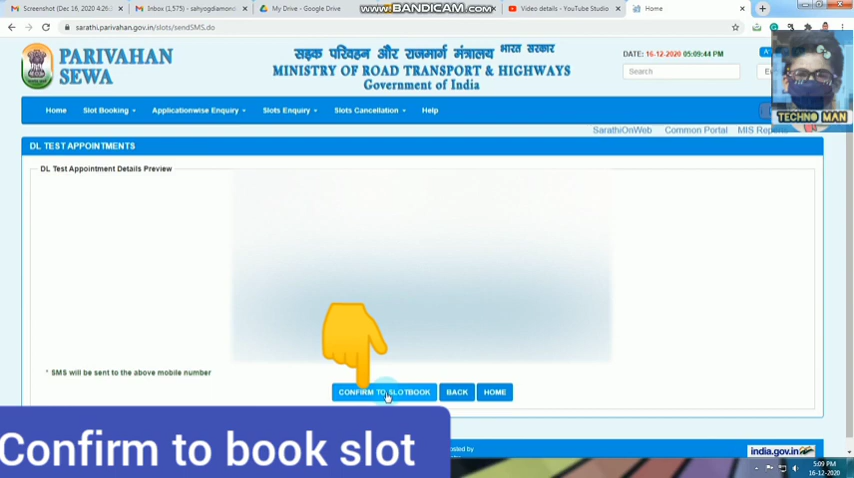 Screenshot (Dec 16, 2020 4:26
Inbox (1,575) - sahyogdiamon
My Drive - Google Drive
www.BANDICAM.com
Video details - YouTube Studio
Home
sarathi.parivahan.gov.in/slots/sendSMS.do
PARIVAHAN
SEWA
सड़क परिवहन और राजमार्ग मंत्रालय भारत सरकार
MINISTRY OF ROAD TRANSPORT & HIGHWAYS
Government of India
DATE: 16-12-2020 05:09:44 PM
Search
TECHNO MAN
Home Slot Booking Applicationwise Enquiry Slots Enquiry Slots Cancellation Help
SarathiOnWeb Common Portal MIS Reports
DL TEST APPOINTMENTS
DL Test Appointment Details Preview
* SMS will be sent to the above mobile number
CONFIRM TO SLOTBOOK BACK HOME
Confirm to book slot
india.gov.in
5:09 PM
16-12-2020